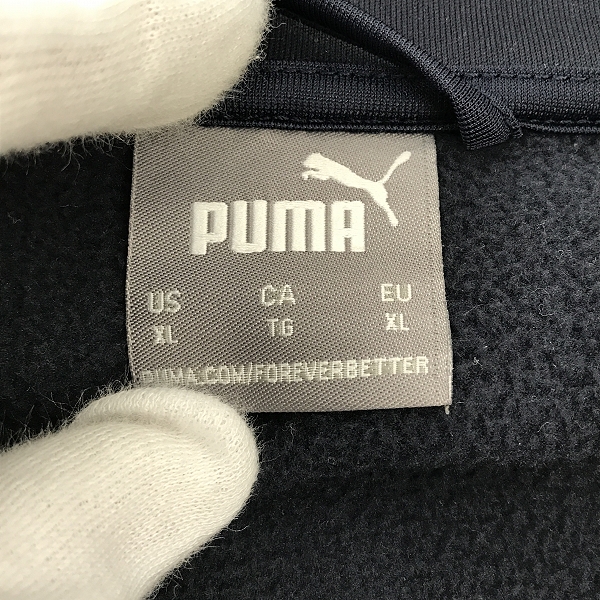 PUMA
US CA EU
XL TG XL
PUMA.COM/FOREVERBETTER